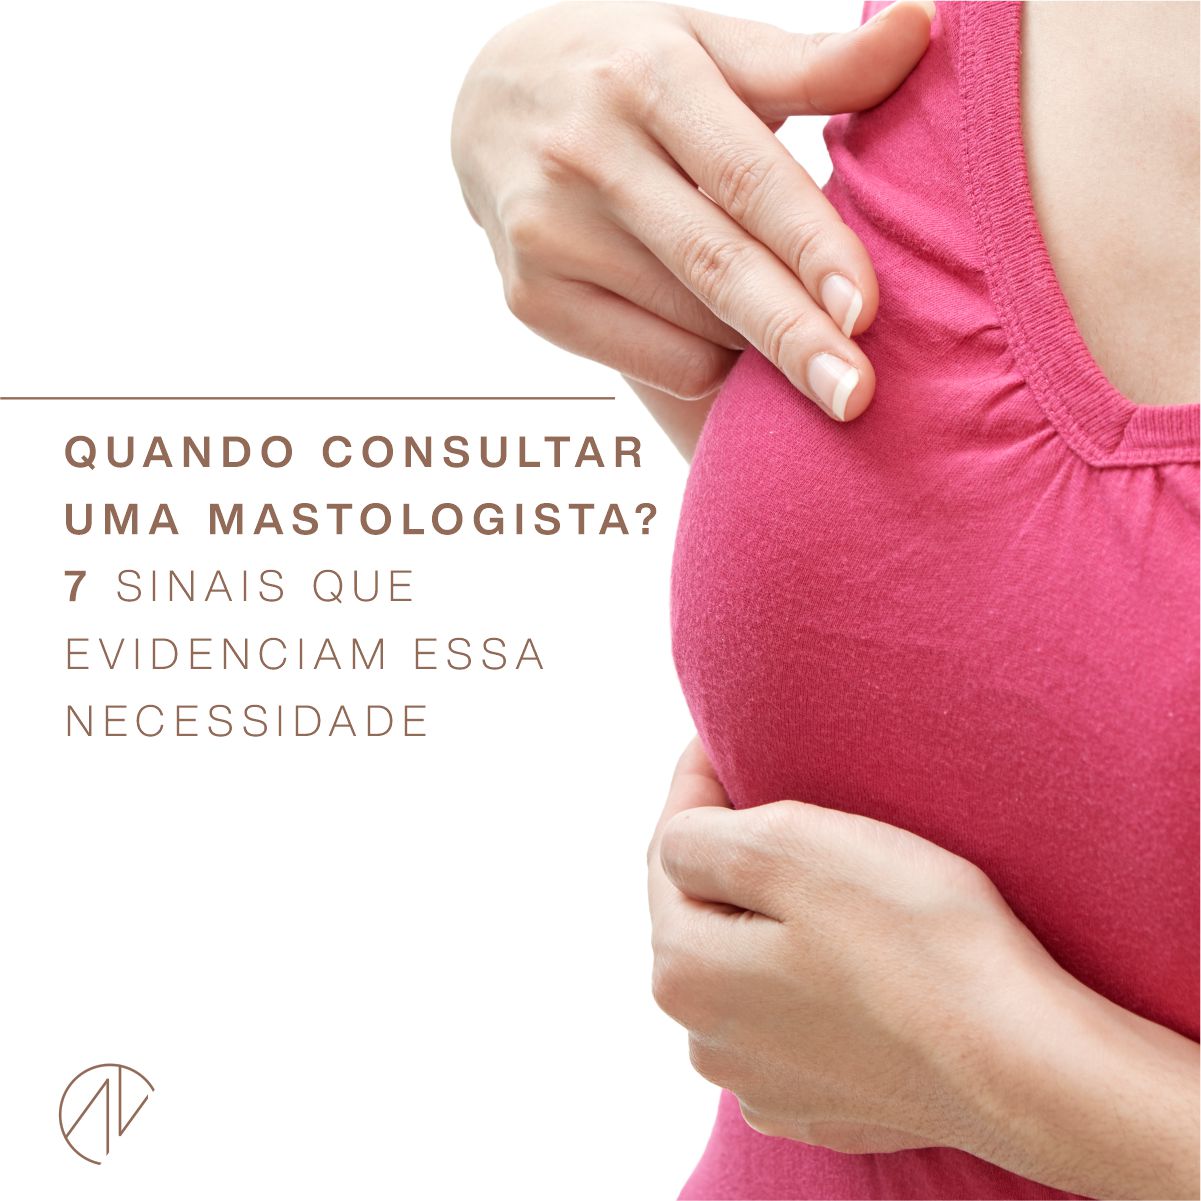 QUANDO CONSULTAR
UMA MASTOLOGISTA?
7 SINAIS QUE
EVIDENCIAM ESSA
NECESSIDADE